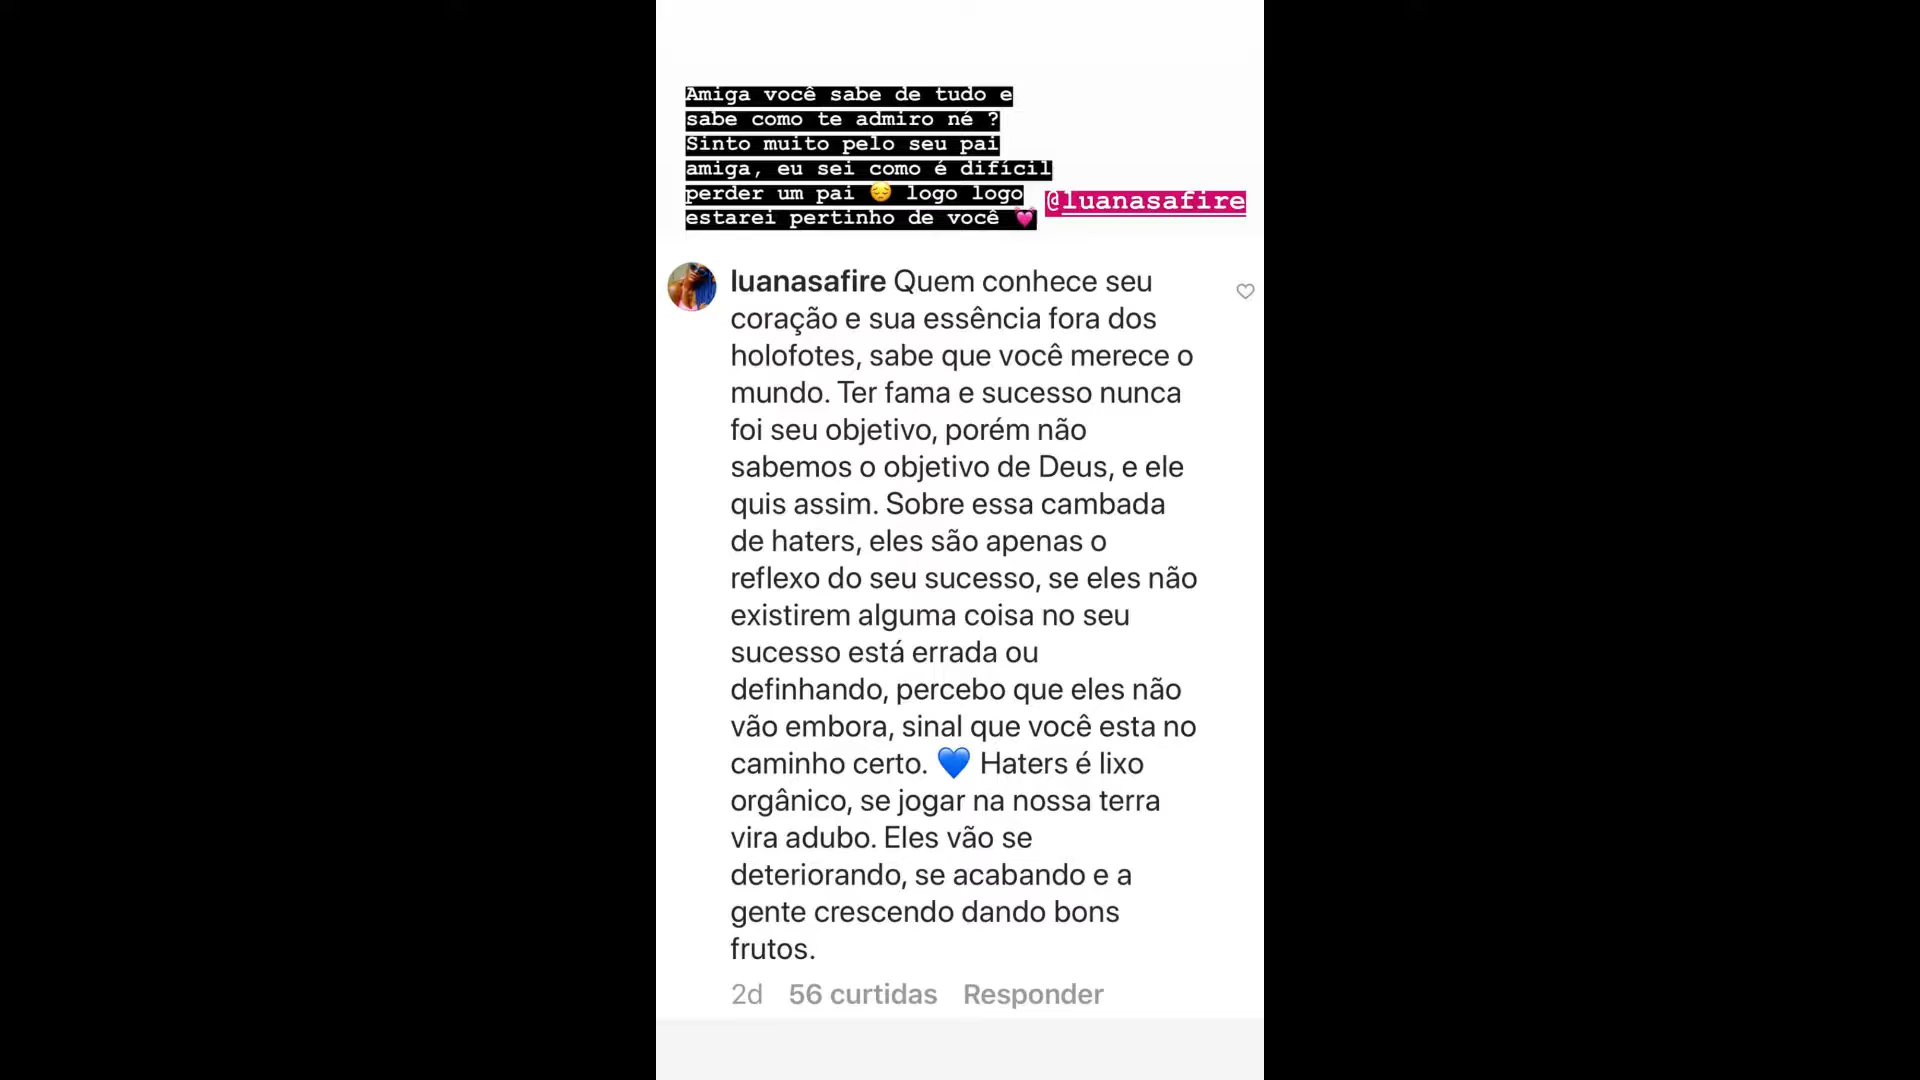 Amiga você sabe de tudo e
sabe como te admiro né ?
Sinto muito pelo seu pai
amiga, eu sei como é difícil
perder um pai 😔 logo logo
estarei pertinho de você 💓
@luanasafire
luanasafire Quem conhece seu
coração e sua essência fora dos
holofotes, sabe que você merece o
mundo. Ter fama e sucesso nunca
foi seu objetivo, porém não
sabemos o objetivo de Deus, e ele
quis assim. Sobre essa cambada
de haters, eles são apenas o
reflexo do seu sucesso, se eles não
existirem alguma coisa no seu
sucesso está errada ou
definhando, percebo que eles não
vão embora, sinal que você esta no
caminho certo. 💙 Haters é lixo
orgânico, se jogar na nossa terra
vira adubo. Eles vão se
deteriorando, se acabando e a
gente crescendo dando bons
frutos.
2d 56 curtidas Responder